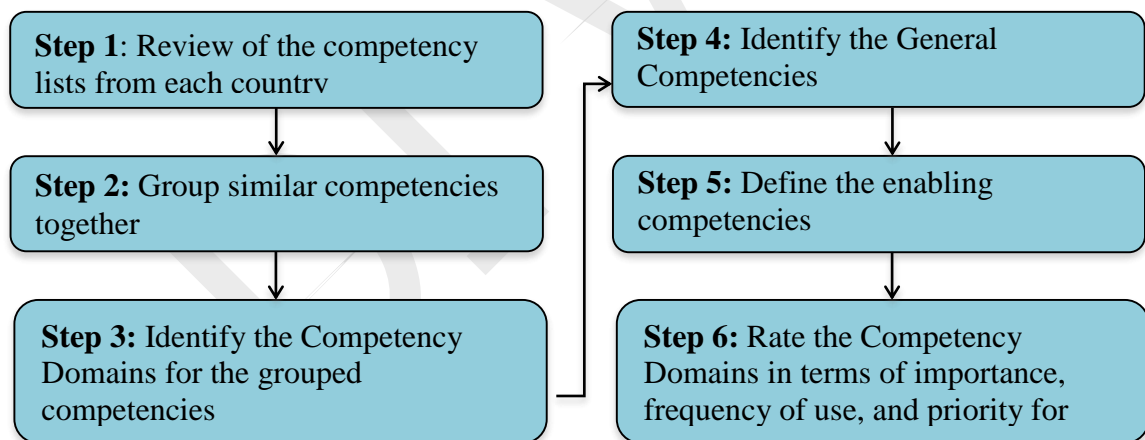 Step 1: Review of the competency
lists from each country
Step 2: Group similar competencies
together
Step 3: Identify the Competency
Domains for the grouped
competencies
Step 4: Identify the General
Competencies
Step 5: Define the enabling
competencies
Step 6: Rate the Competency
Domains in terms of importance,
frequency of use, and priority for